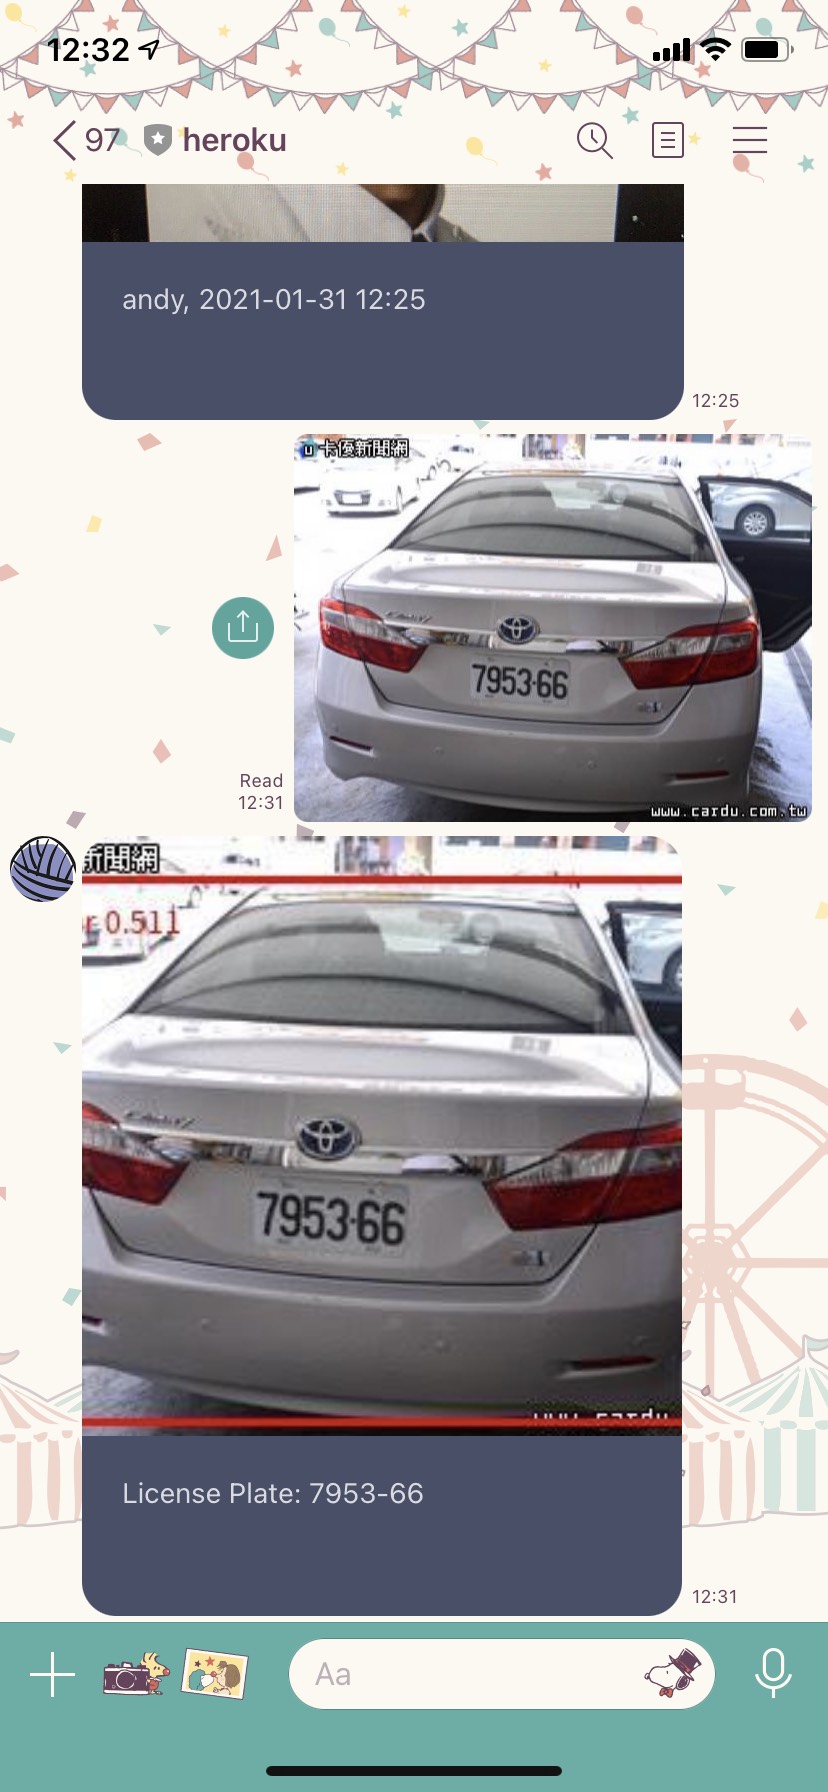 12:32
97 heroku
andy, 2021-01-31 12:25
12:25
卡優新聞網
7953-66
Read
12:31
www.cardu.com.tw
新聞網
r 0.511
Camry
7953-66
License Plate: 7953-66
12:31
Aa